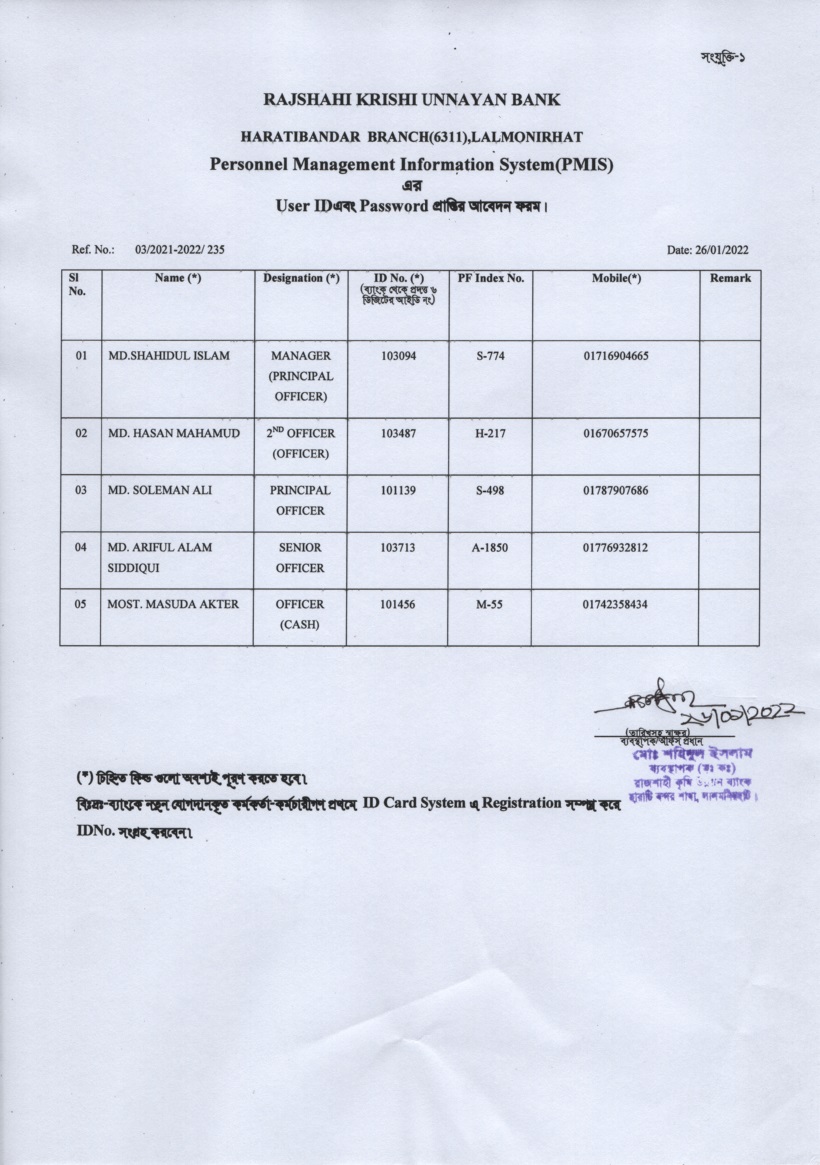 সংযুক্তি-১
RAJSHAHI KRISHI UNNAYAN BANK
HARATIBANDAR BRANCH(6311),LALMONIRHAT
Personnel Management Information System(PMIS)
এর
User IDএবং Password প্রাপ্তির আবেদন ফরম।
Ref. No.: 03/2021-2022/ 235 Date: 26/01/2022
Sl No. Name (*) Designation (*) ID No. (*) PF Index No. Mobile(*) Remark
(ব্যাংক থেকে প্রদত্ত ৬
ডিজিটের আইডি নং)
01 MD.SHAHIDUL ISLAM MANAGER 103094 S-774 01716904665
(PRINCIPAL
OFFICER)
02 MD. HASAN MAHAMUD 2ND OFFICER 103487 H-217 01670657575
(OFFICER)
03 MD. SOLEMAN ALI PRINCIPAL 101139 S-498 01787907686
OFFICER
04 MD. ARIFUL ALAM SENIOR 103713 A-1850 01776932812
SIDDIQUI OFFICER
05 MOST. MASUDA AKTER OFFICER 101456 M-55 01742358434
(CASH)
২৬/০১/2022
(তারিখসহ স্বাক্ষর)
ব্যবস্থাপক/অফিস প্রধান
মোঃ শহিদুল ইসলাম
ব্যবস্থাপক (মুঃ কঃ)
রাজশাহী কৃষি উন্নয়ন ব্যাংক
হারাটি বন্দর শাখা, লালমনিরহাট।
(*) চিহ্নিত ফিল্ড গুলো অবশ্যই পূরণ করতে হবে।
বিঃদ্রঃ-ব্যাংকে নতুন যোগদানকৃত কর্মকর্তা-কর্মচারীগণ প্রথমে ID Card System এ Registration সম্পন্ন করে
IDNo. সংগ্রহ করবেন।